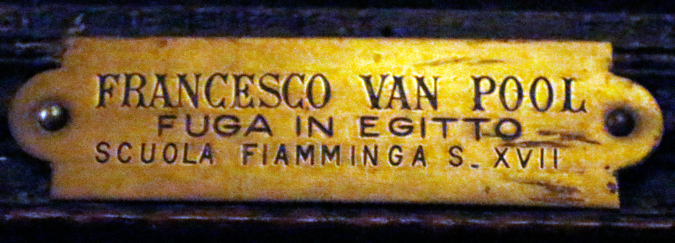 FRANCESCO VAN POOL
FUGA IN EGITTO
SCUOLA FIAMMINGA S. XVII